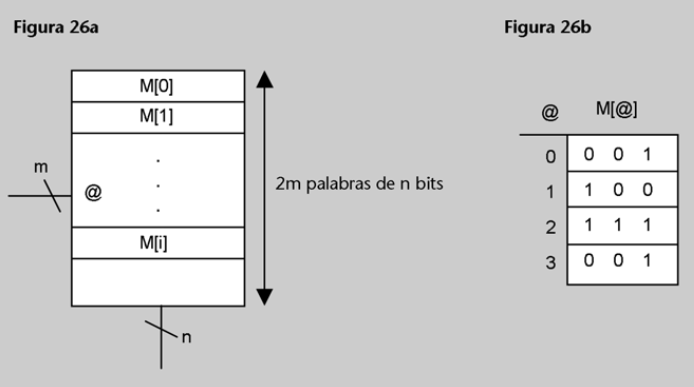 Figura 26a
M[0]
M[1]
.
.
.
m
@
M[i]
n
2m palabras de n bits
Figura 26b
@ M[@]
0 0 0 1
1 1 0 0
2 1 1 1
3 0 0 1